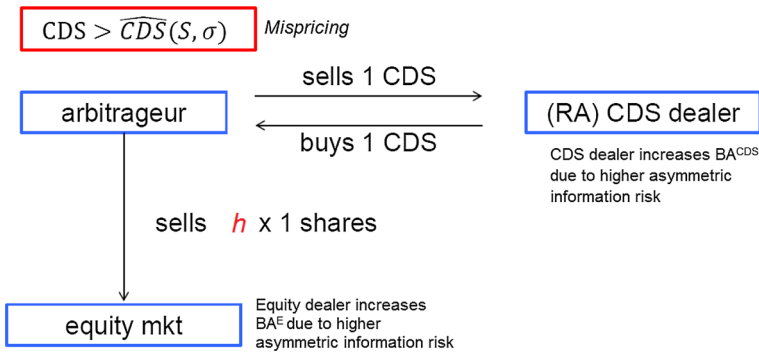 CDS > \widehat{CDS}(S, σ) Mispricing
sells 1 CDS
arbitrageur
(RA) CDS dealer
buys 1 CDS
CDS dealer increases BA^CDS
due to higher asymmetric
information risk
sells h x 1 shares
equity mkt
Equity dealer increases
BA^E due to higher
asymmetric information risk